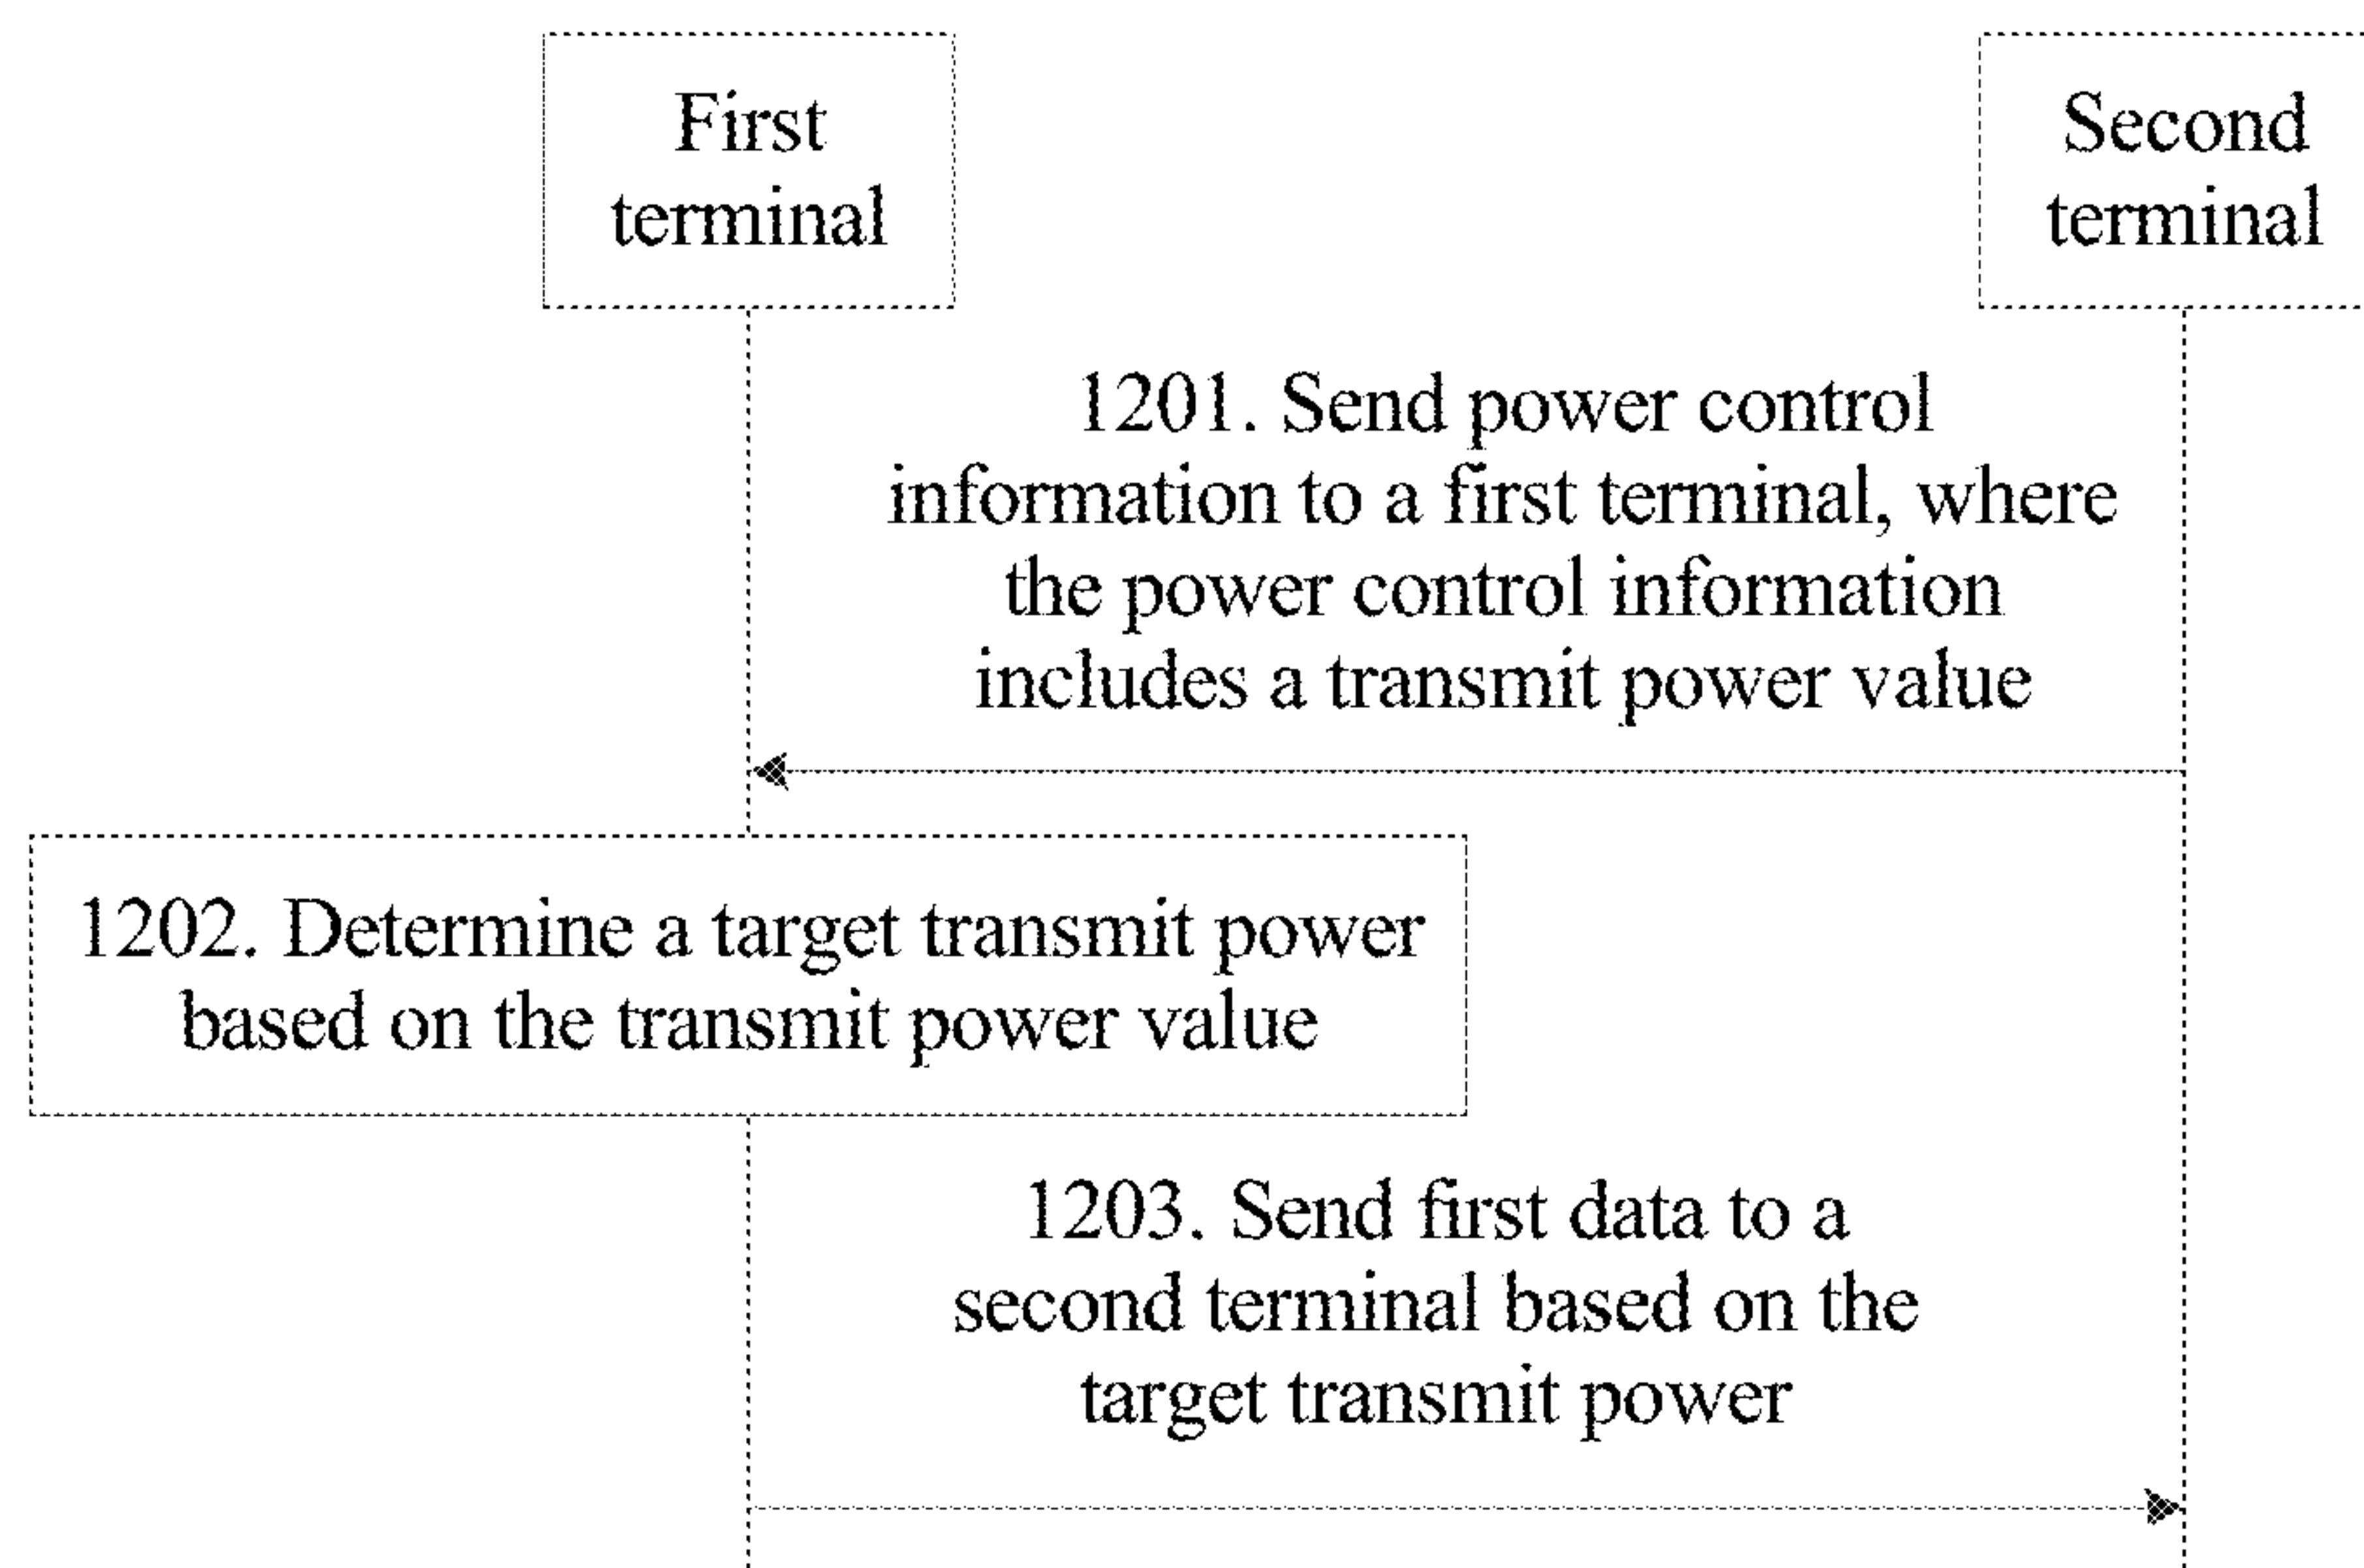 First
terminal
Second
terminal
1201. Send power control
information to a first terminal, where
the power control information
includes a transmit power value
1202. Determine a target transmit power
based on the transmit power value
1203. Send first data to a
second terminal based on the
target transmit power